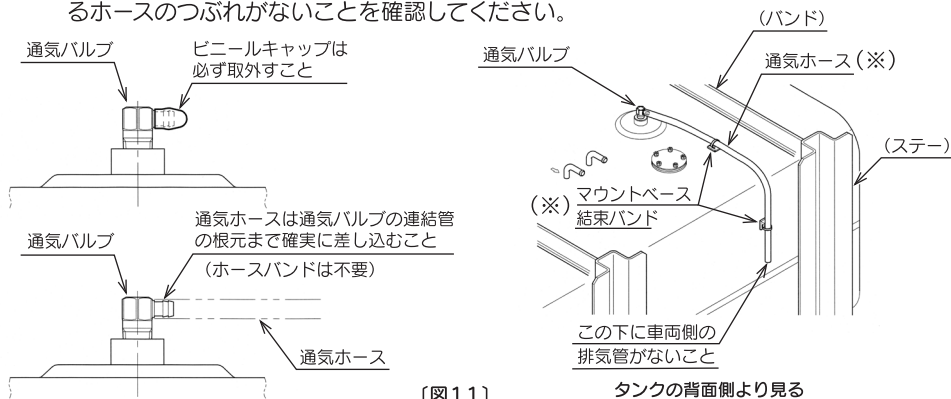 るホースのつぶれがないことを確認してください。
通気バルブ
ビニールキャップは
必ず取外すこと
通気バルブ
通気ホースは通気バルブの連結管
の根元まで確実に差し込むこと
（ホースバンドは不要）
通気ホース
（バンド）
通気バルブ
通気ホース（※）
（ステー）
（※）マウントベース
結束バンド
この下に車両側の
排気管がないこと
〔図11〕
タンクの背面側より見る